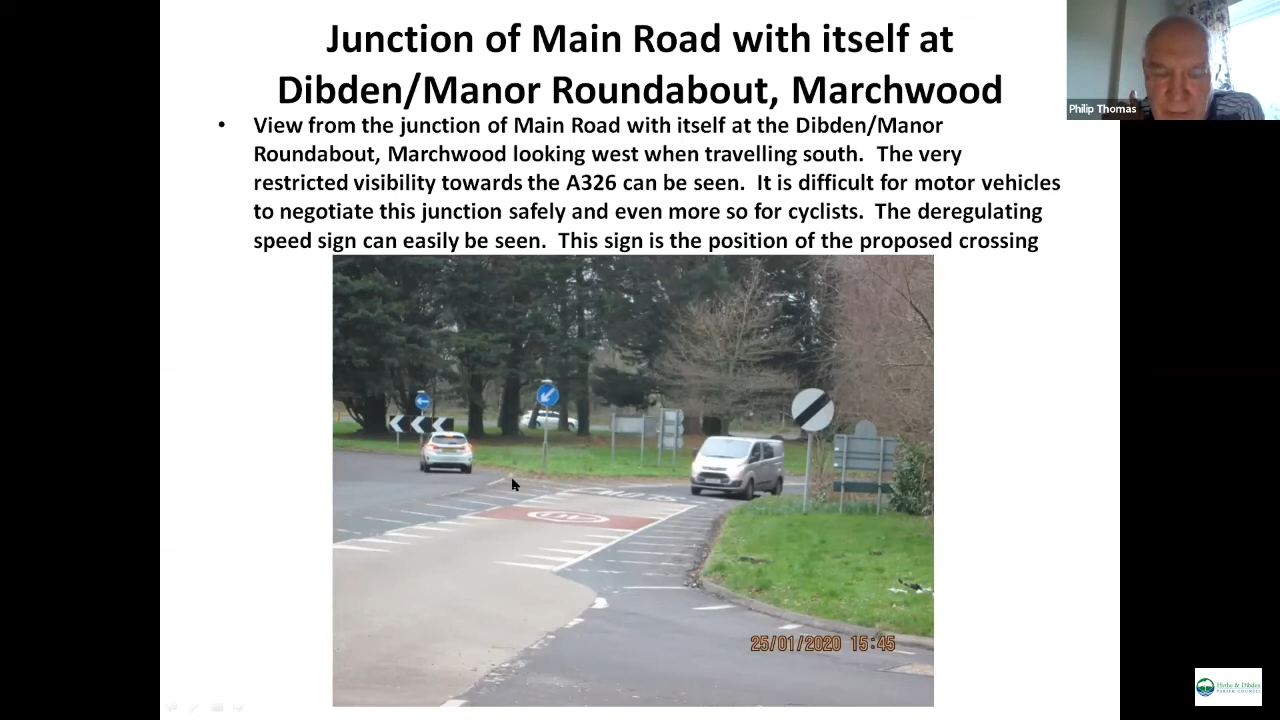 Junction of Main Road with itself at
Dibden/Manor Roundabout, Marchwood
Philip Thomas
• View from the junction of Main Road with itself at the Dibden/Manor
Roundabout, Marchwood looking west when travelling south. The very
restricted visibility towards the A326 can be seen. It is difficult for motor vehicles
to negotiate this junction safely and even more so for cyclists. The deregulating
speed sign can easily be seen. This sign is the position of the proposed crossing
25/01/2020 15:45
Hythe & Dibden
PARISH COUNCIL